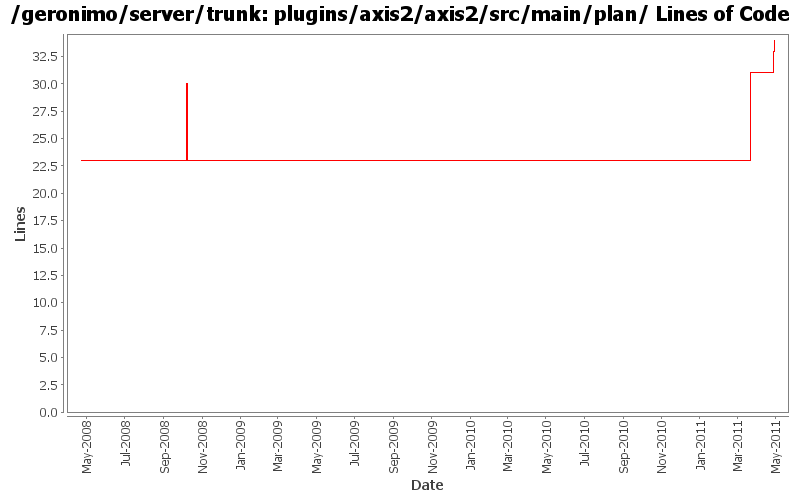 /geronimo/server/trunk: plugins/axis2/axis2/src/main/plan/ Lines of Code
32.5
30.0
27.5
25.0
22.5
20.0
17.5
15.0
12.5
10.0
7.5
5.0
2.5
0.0
Lines
May-2008
Jul-2008
Sep-2008
Nov-2008
Jan-2009
Mar-2009
May-2009
Jul-2009
Sep-2009
Nov-2009
Jan-2010
Mar-2010
May-2010
Jul-2010
Sep-2010
Nov-2010
Jan-2011
Mar-2011
May-2011
Date